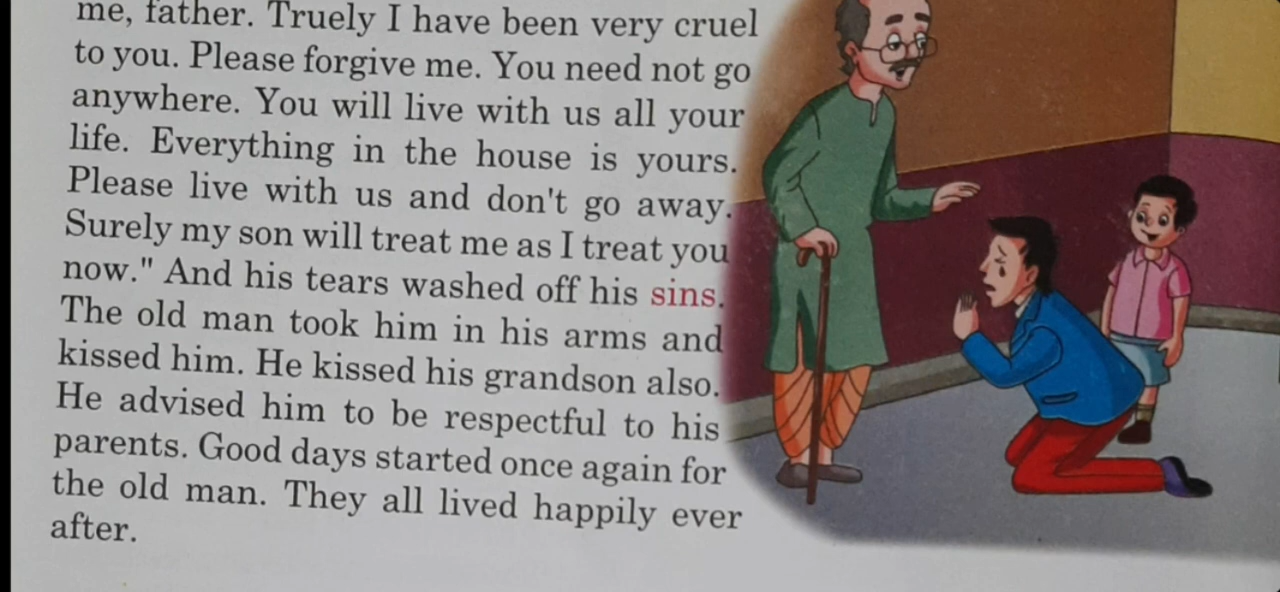 me, father. Truely I have been very cruel
to you. Please forgive me. You need not go
anywhere. You will live with us all your
life. Everything in the house is yours.
Please live with us and don't go away.
Surely my son will treat me as I treat you
now." And his tears washed off his sins.
The old man took him in his arms and
kissed him. He kissed his grandson also.
He advised him to be respectful to his
parents. Good days started once again for
the old man. They all lived happily ever
after.